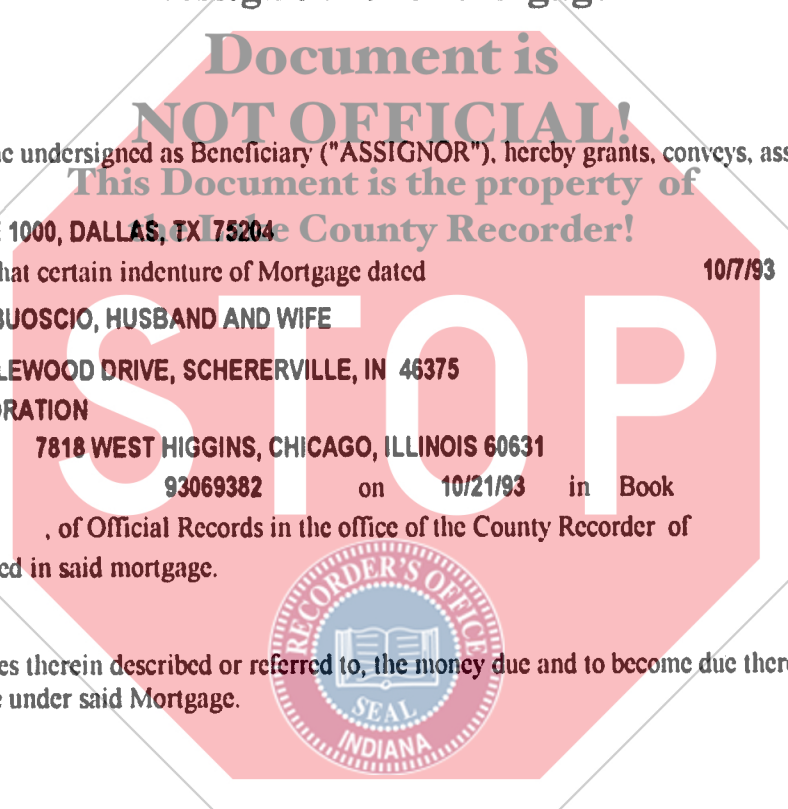 Document is
NOT OFFICIAL!
undersigned as Beneficiary ("ASSIGNOR"), hereby grants, conveys,
This Document is the property of
1000, DALLAS, TX 75204
the Lake County Recorder!
that certain indenture of Mortgage dated 10/7/93
BUOSCIO, HUSBAND AND WIFE
LEWOOD DRIVE, SCHERERVILLE, IN 46375
ORATION
7818 WEST HIGGINS, CHICAGO, ILLINOIS 60631
STOP
93069382 on 10/21/93 in Book
, of Official Records in the office of the County Recorder of
ed in said mortgage.
RECORDER'S OFFICE
es therein described or referred to, the money due and to become due
under said Mortgage.
SEAL
INDIANA